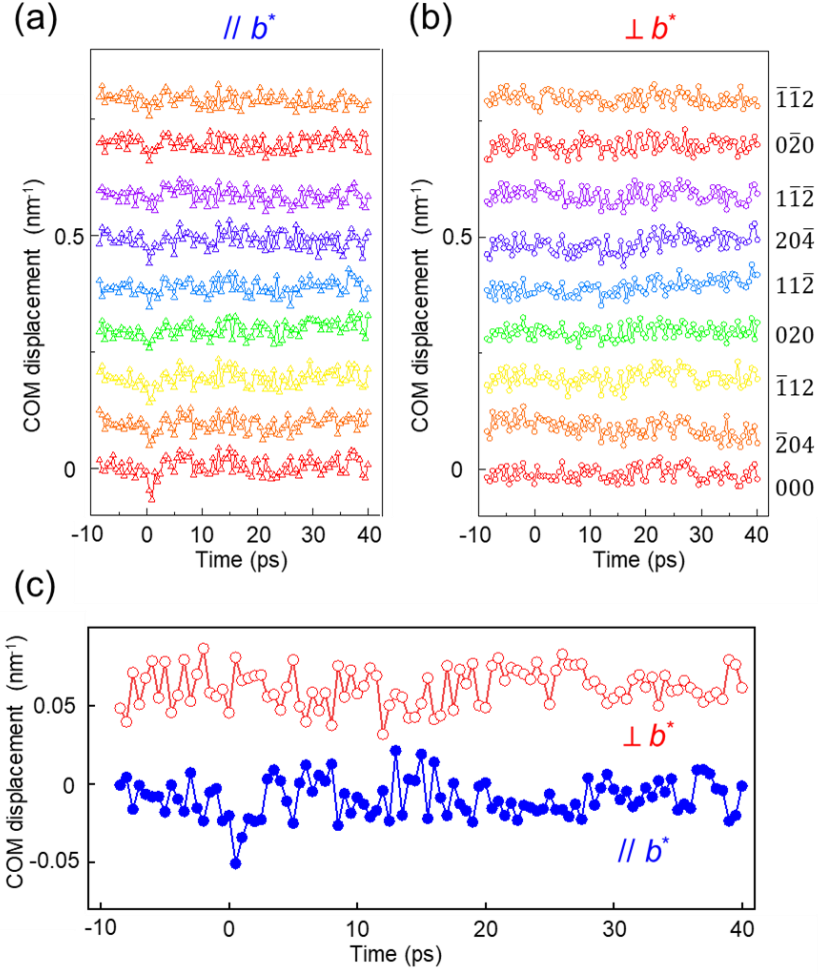 (a)
// b*
COM displacement (nm⁻¹)
0.5
0
-10 0 10 20 30 40
Time (ps)
(b)
⊥ b*
COM displacement (nm⁻¹)
0.5
0
-10 0 10 20 30 40
Time (ps)
1̅1̅2
02̅0
11̅2̅
204̅
112̅
020
1̅12
2̅04
000
(c)
COM displacement (nm⁻¹)
0.05
0
-0.05
⊥ b*
// b*
-10 0 10 20 30 40
Time (ps)